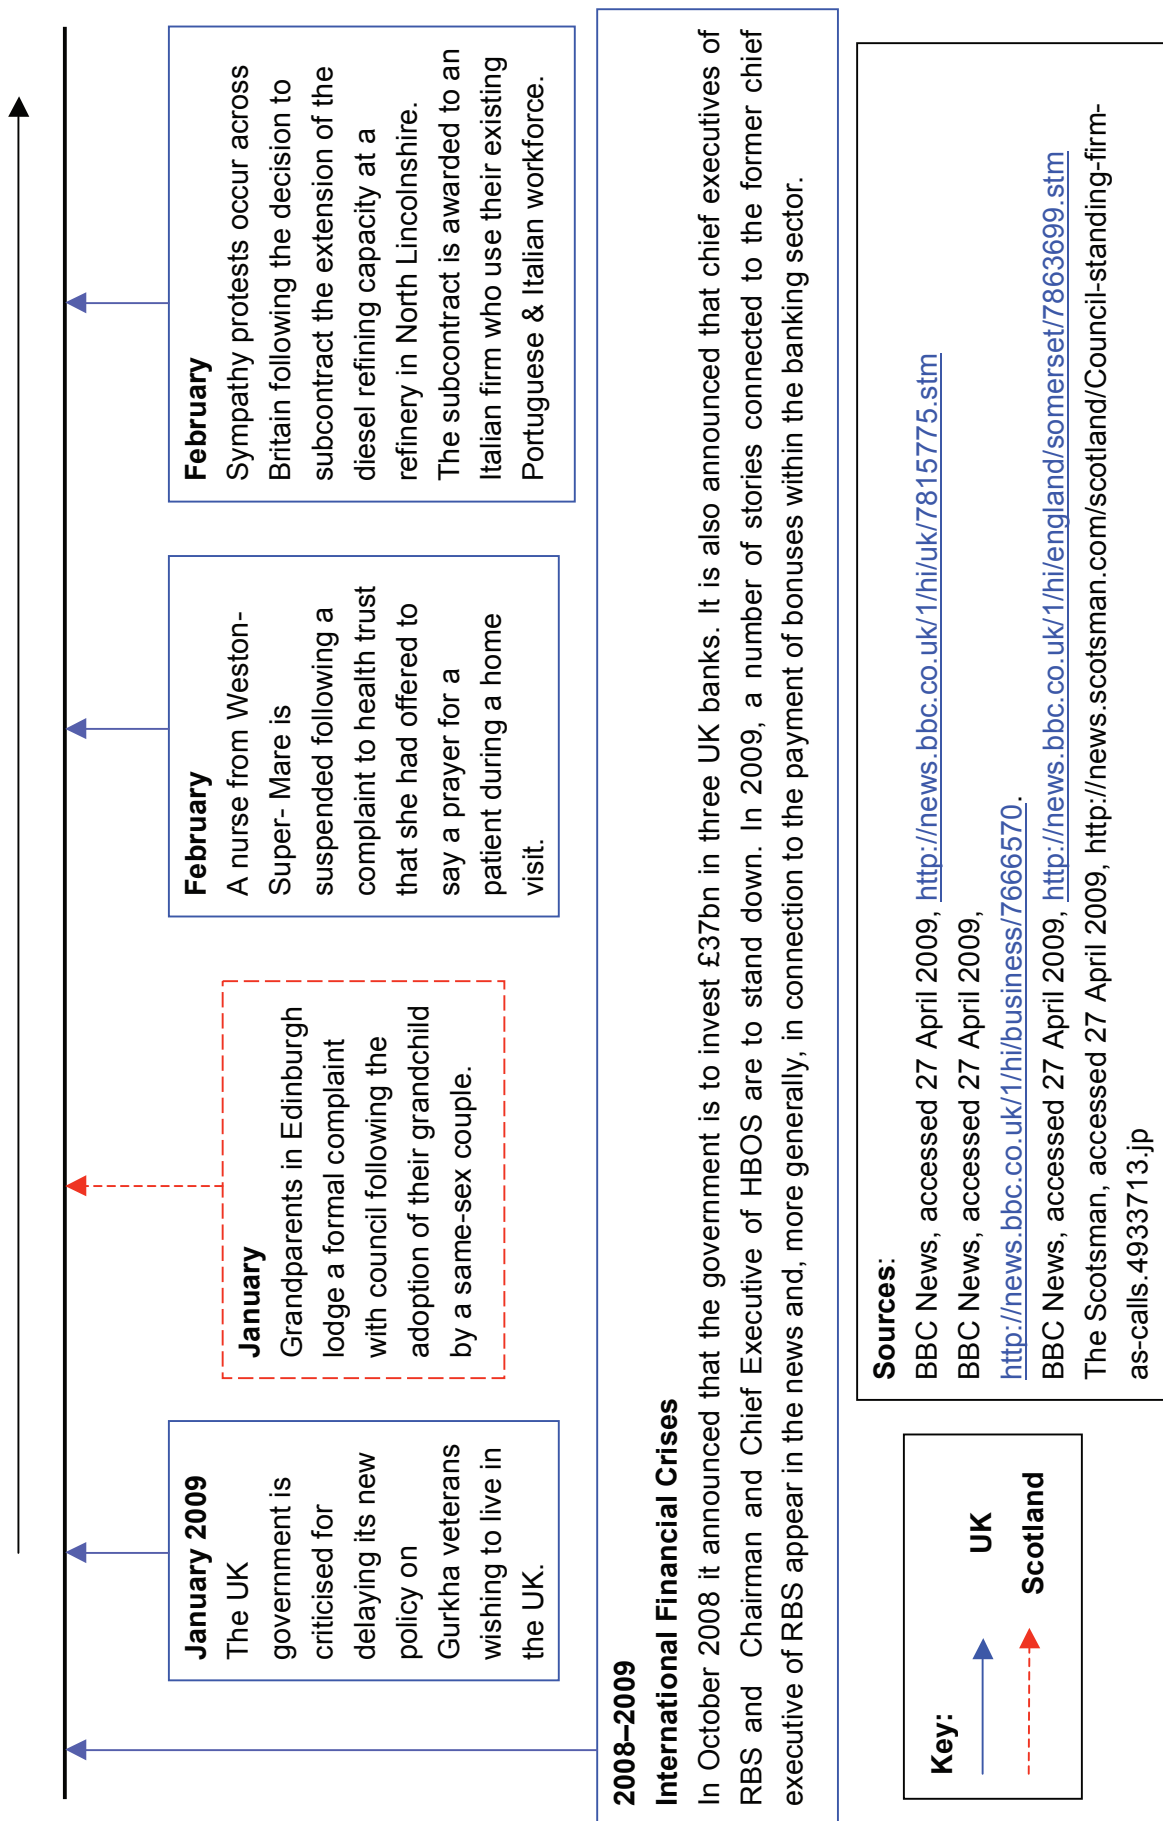 January 2009
The UK
government is
criticised for
delaying its new
policy on
Gurkha veterans
wishing to live in
the UK.
January
Grandparents in Edinburgh
lodge a formal complaint
with council following the
adoption of their grandchild
by a same-sex couple.
February
A nurse from Weston-
Super- Mare is
suspended following a
complaint to health trust
that she had offered to
say a prayer for a
patient during a home
visit.
February
Sympathy protests occur across
Britain following the decision to
subcontract the extension of the
diesel refining capacity at a
refinery in North Lincolnshire.
The subcontract is awarded to an
Italian firm who use their existing
Portuguese & Italian workforce.
2008–2009
International Financial Crises
In October 2008 it announced that the government is to invest £37bn in three UK banks. It is also announced that chief executives of
RBS and Chairman and Chief Executive of HBOS are to stand down. In 2009, a number of stories connected to the former chief
executive of RBS appear in the news and, more generally, in connection to the payment of bonuses within the banking sector.
Key:
UK
Scotland
Sources:
BBC News, accessed 27 April 2009, http://news.bbc.co.uk/1/hi/uk/7815775.stm
BBC News, accessed 27 April 2009,
http://news.bbc.co.uk/1/hi/business/7666570.
BBC News, accessed 27 April 2009, http://news.bbc.co.uk/1/hi/england/somerset/7863699.stm
The Scotsman, accessed 27 April 2009, http://news.scotsman.com/scotland/Council-standing-firm-
as-calls.4933713.jp